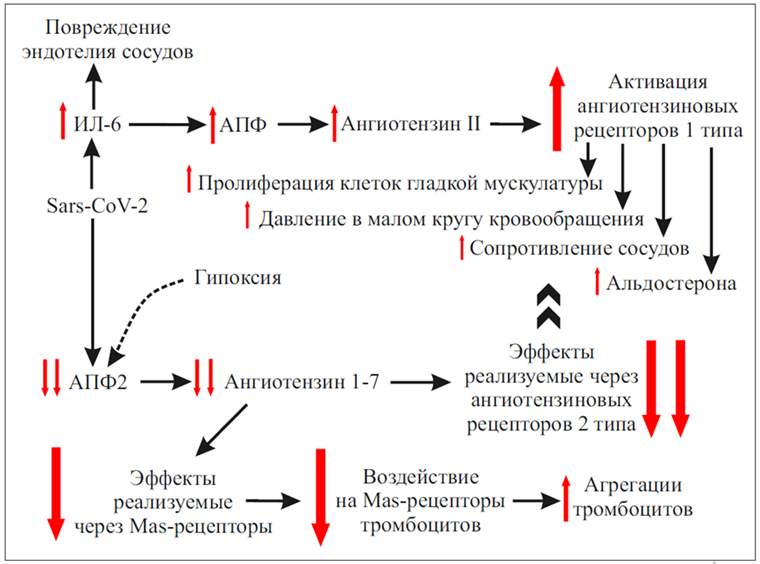 Повреждение
эндотелия сосудов
ИЛ-6
АПФ
Ангиотензин II
Активация
ангиотензиновых
рецепторов 1 типа
Пролиферация клеток гладкой мускулатуры
Sars-CoV-2
Давление в малом кругу кровообращения
Сопротивление сосудов
Гипоксия
Альдостерона
АПФ2
Ангиотензин 1-7
Эффекты
реализуемые через
ангиотензиновых
рецепторов 2 типа
Эффекты
реализуемые
через Mas-рецепторы
Воздействие
на Mas-рецепторы
тромбоцитов
Агрегации
тромбоцитов